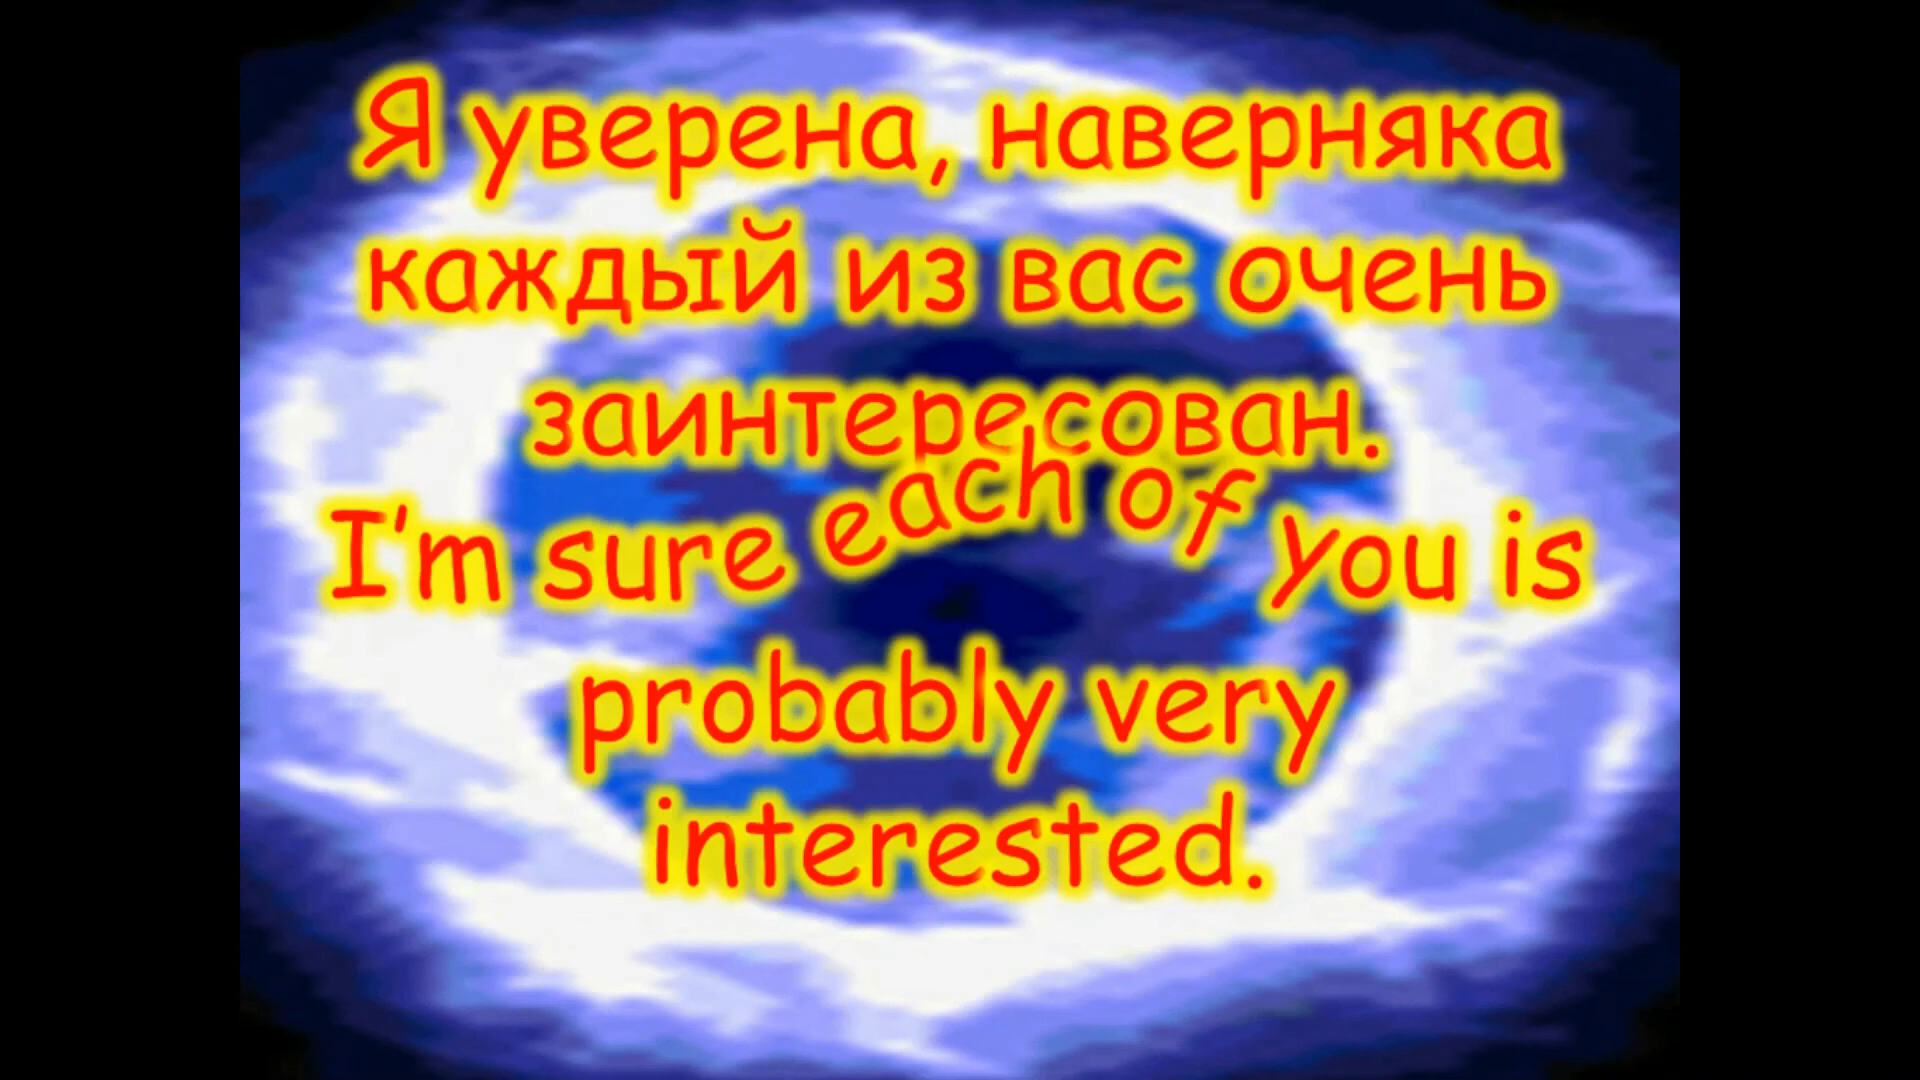 Я уверена, наверняка
каждый из вас очень
заинтересован.
I'm sure each of you is
probably very
interested.